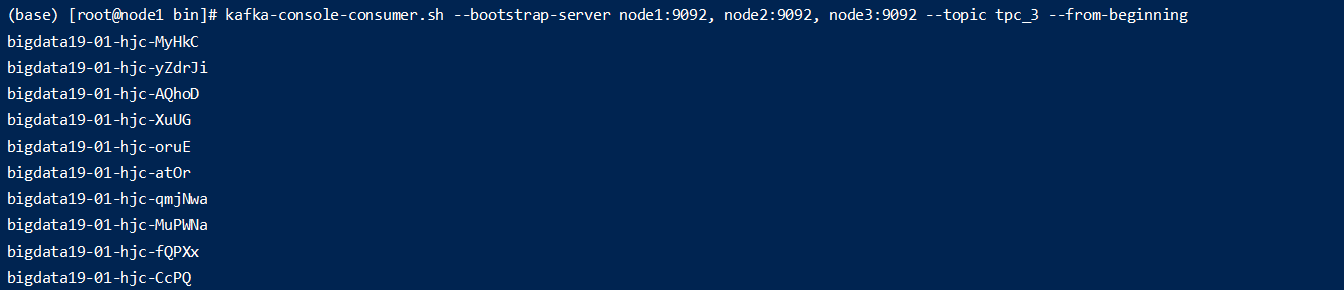 (base) [root@node1 bin]# kafka-console-consumer.sh --bootstrap-server node1:9092, node2:9092, node3:9092 --topic tpc_3 --from-beginning
bigdata19-01-hjc-MyHkC
bigdata19-01-hjc-yZdrJi
bigdata19-01-hjc-AQhoD
bigdata19-01-hjc-XuUG
bigdata19-01-hjc-oruE
bigdata19-01-hjc-atOr
bigdata19-01-hjc-qmjNwa
bigdata19-01-hjc-MuPWNa
bigdata19-01-hjc-fQPXx
bigdata19-01-hjc-CcPQ